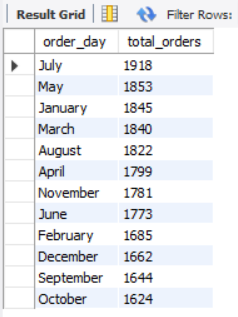 Result Grid Filter Rows:
order_day total_orders
July 1918
May 1853
January 1845
March 1840
August 1822
April 1799
November 1781
June 1773
February 1685
December 1662
September 1644
October 1624